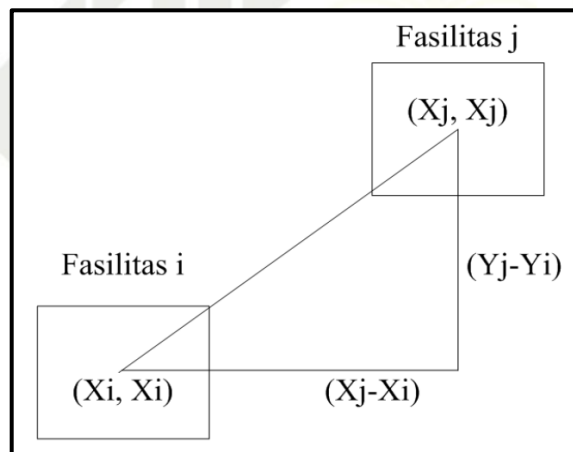 Fasilitas j
(Xj, Xj)
Fasilitas i
(Yj-Yi)
(Xi, Xi)
(Xj-Xi)